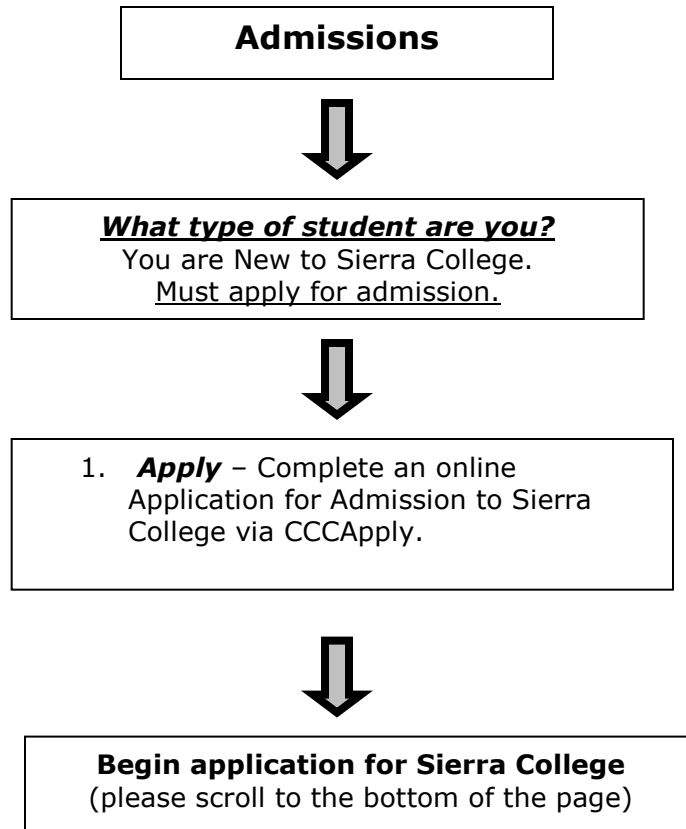 Admissions
What type of student are you?
You are New to Sierra College.
Must apply for admission.
1. Apply – Complete an online
Application for Admission to Sierra
College via CCCApply.
Begin application for Sierra College
(please scroll to the bottom of the page)